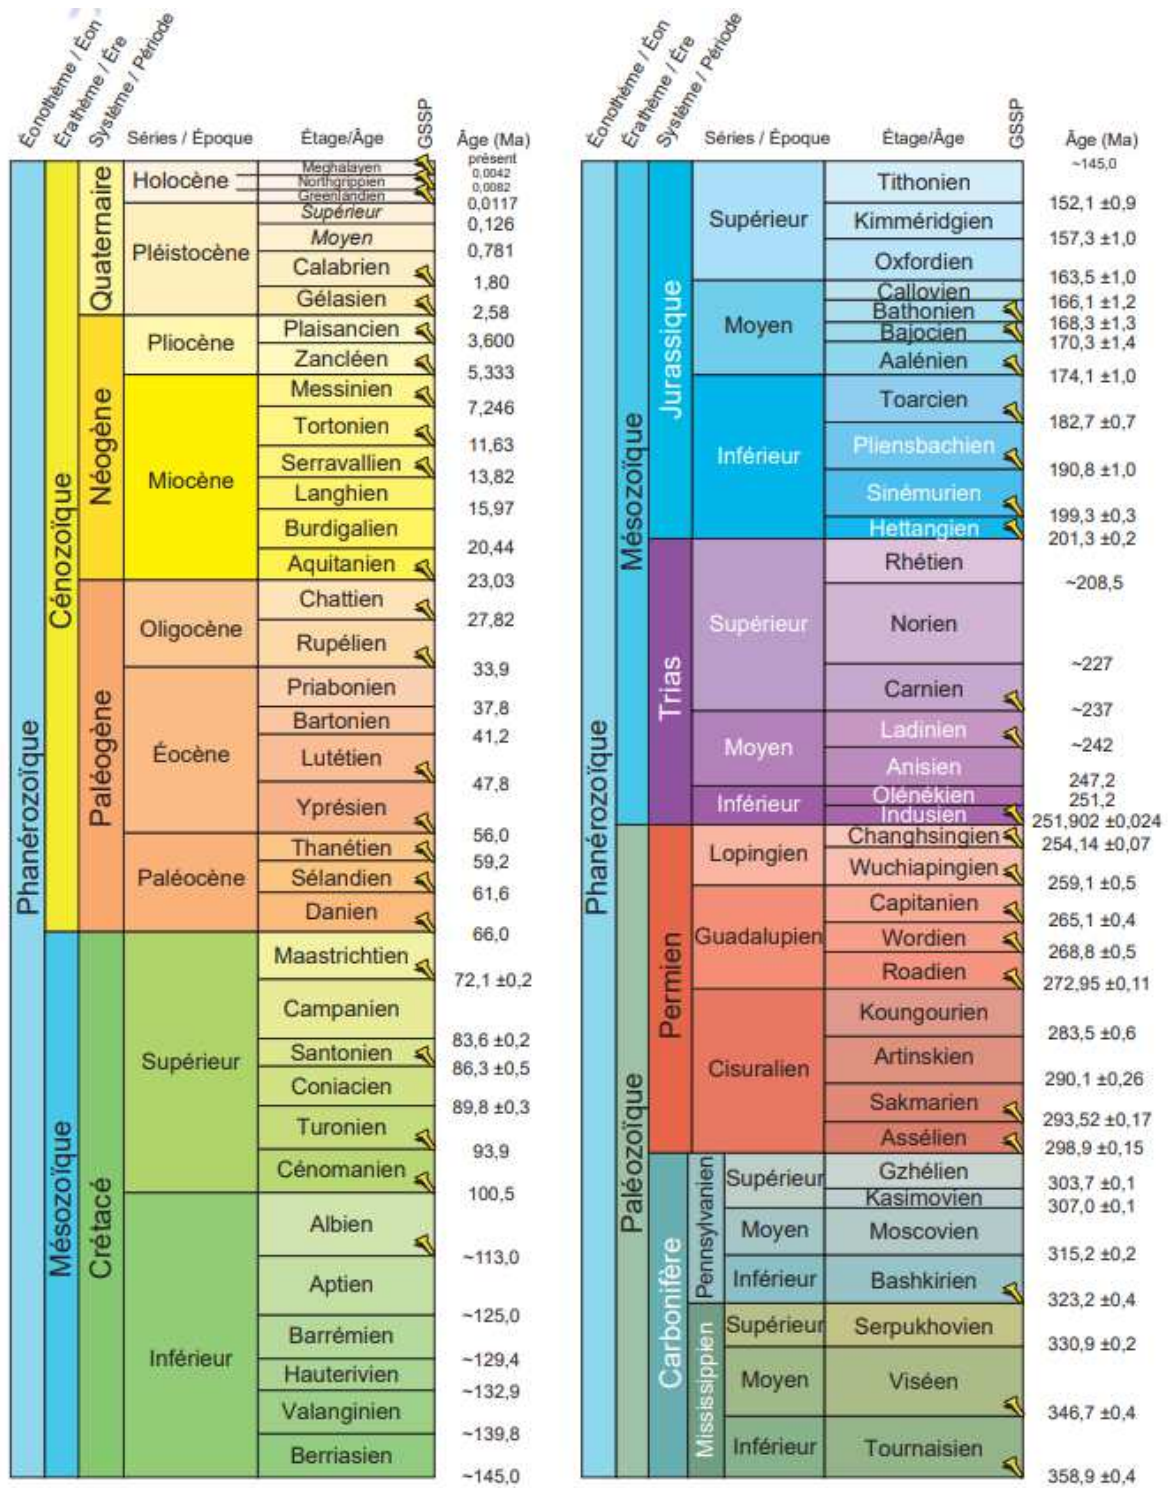 Éonothème / Éon
Érathème / Ère
Système / Période
Séries / Époque
Étage/Âge
GSSP
Âge (Ma)
Phanérozoïque
Cénozoïque
Quaternaire
Holocène
Meghalayen
Northgrippien
Greenlandien
Pléistocène
Supérieur
Moyen
Calabrien
Gélasien
Néogène
Pliocène
Plaisancien
Zancléen
Miocène
Messinien
Tortonien
Serravallien
Langhien
Burdigalien
Aquitanien
Paléogène
Oligocène
Chattien
Rupélien
Éocène
Priabonien
Bartonien
Lutétien
Yprésien
Paléocène
Thanétien
Sélandien
Danien
Mésozoïque
Crétacé
Supérieur
Maastrichtien
Campanien
Santonien
Coniacien
Turonien
Cénomanien
Inférieur
Albien
Aptien
Barrémien
Hauterivien
Valanginien
Berriasien
présent
0,0042
0,0082
0,0117
0,126
0,781
1,80
2,58
3,600
5,333
7,246
11,63
13,82
15,97
20,44
23,03
27,82
33,9
37,8
41,2
47,8
56,0
59,2
61,6
66,0
72,1 ±0,2
83,6 ±0,2
86,3 ±0,5
89,8 ±0,3
93,9
100,5
~113,0
~125,0
~129,4
~132,9
~139,8
~145,0
Éonothème / Éon
Érathème / Ère
Système / Période
Séries / Époque
Étage/Âge
GSSP
Âge (Ma)
Phanérozoïque
Mésozoïque
Jurassique
Supérieur
Tithonien
Kimméridgien
Oxfordien
Moyen
Callovien
Bathonien
Bajocien
Aalénien
Inférieur
Toarcien
Pliensbachien
Sinémurien
Hettangien
Trias
Supérieur
Rhétien
Norien
Carnien
Moyen
Ladinien
Anisien
Inférieur
Olénékien
Indusien
Paléozoïque
Permien
Lopingien
Changhsingien
Wuchiapingien
Guadalupien
Capitanien
Wordien
Roadien
Cisuralien
Koungourien
Artinskien
Sakmarien
Assélien
Carbonifère
Pennsylvanien
Supérieur
Gzhélien
Kasimovien
Moyen
Moscovien
Inférieur
Bashkirien
Mississippien
Supérieur
Serpukhovien
Moyen
Viséen
Inférieur
Tournaisien
~145,0
152,1 ±0,9
157,3 ±1,0
163,5 ±1,0
166,1 ±1,2
168,3 ±1,3
170,3 ±1,4
174,1 ±1,0
182,7 ±0,7
190,8 ±1,0
199,3 ±0,3
201,3 ±0,2
~208,5
~227
~237
~242
247,2
251,2
251,902 ±0,024
254,14 ±0,07
259,1 ±0,5
265,1 ±0,4
268,8 ±0,5
272,95 ±0,11
283,5 ±0,6
290,1 ±0,26
293,52 ±0,17
298,9 ±0,15
303,7 ±0,1
307,0 ±0,1
315,2 ±0,2
323,2 ±0,4
330,9 ±0,2
346,7 ±0,4
358,9 ±0,4